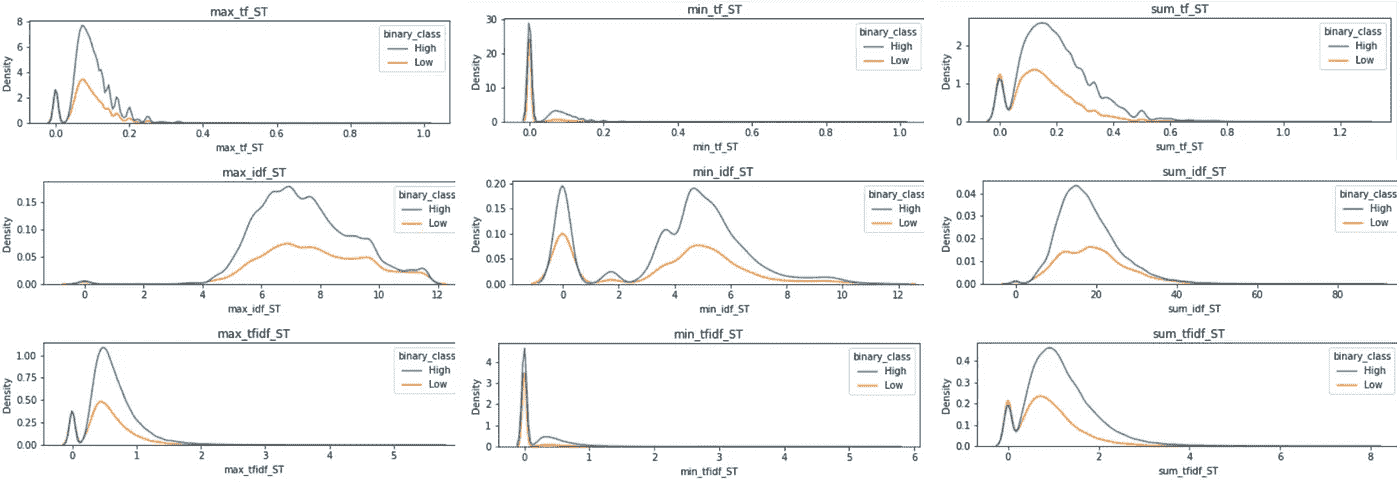 max_tf_ST
8
6
4
2
0
Density
binary_class
High
Low
0.0 0.2 0.4 0.6 0.8 1.0
max_tf_ST
min_tf_ST
30
20
10
0
Density
binary_class
High
Low
0.0 0.2 0.4 0.6 0.8 1.0
min_tf_ST
sum_tf_ST
2
1
0
Density
binary_class
High
Low
0.0 0.2 0.4 0.6 0.8 1.0 1.2
sum_tf_ST
max_idf_ST
0.15
0.10
0.05
0.00
Density
binary_class
High
Low
0 2 4 6 8 10 12
max_idf_ST
min_idf_ST
0.20
0.15
0.10
0.05
0.00
Density
binary_class
High
Low
0 2 4 6 8 10 12
min_idf_ST
sum_idf_ST
0.04
0.03
0.02
0.01
0.00
Density
binary_class
High
Low
0 20 40 60 80
sum_idf_ST
max_tfidf_ST
1.00
0.75
0.50
0.25
0.00
Density
binary_class
High
Low
0 1 2 3 4 5
max_tfidf_ST
min_tfidf_ST
4
3
2
1
0
Density
binary_class
High
Low
0 1 2 3 4 5 6
min_tfidf_ST
sum_tfidf_ST
0.4
0.3
0.2
0.1
0.0
Density
binary_class
High
Low
0 2 4 6 8
sum_tfidf_ST